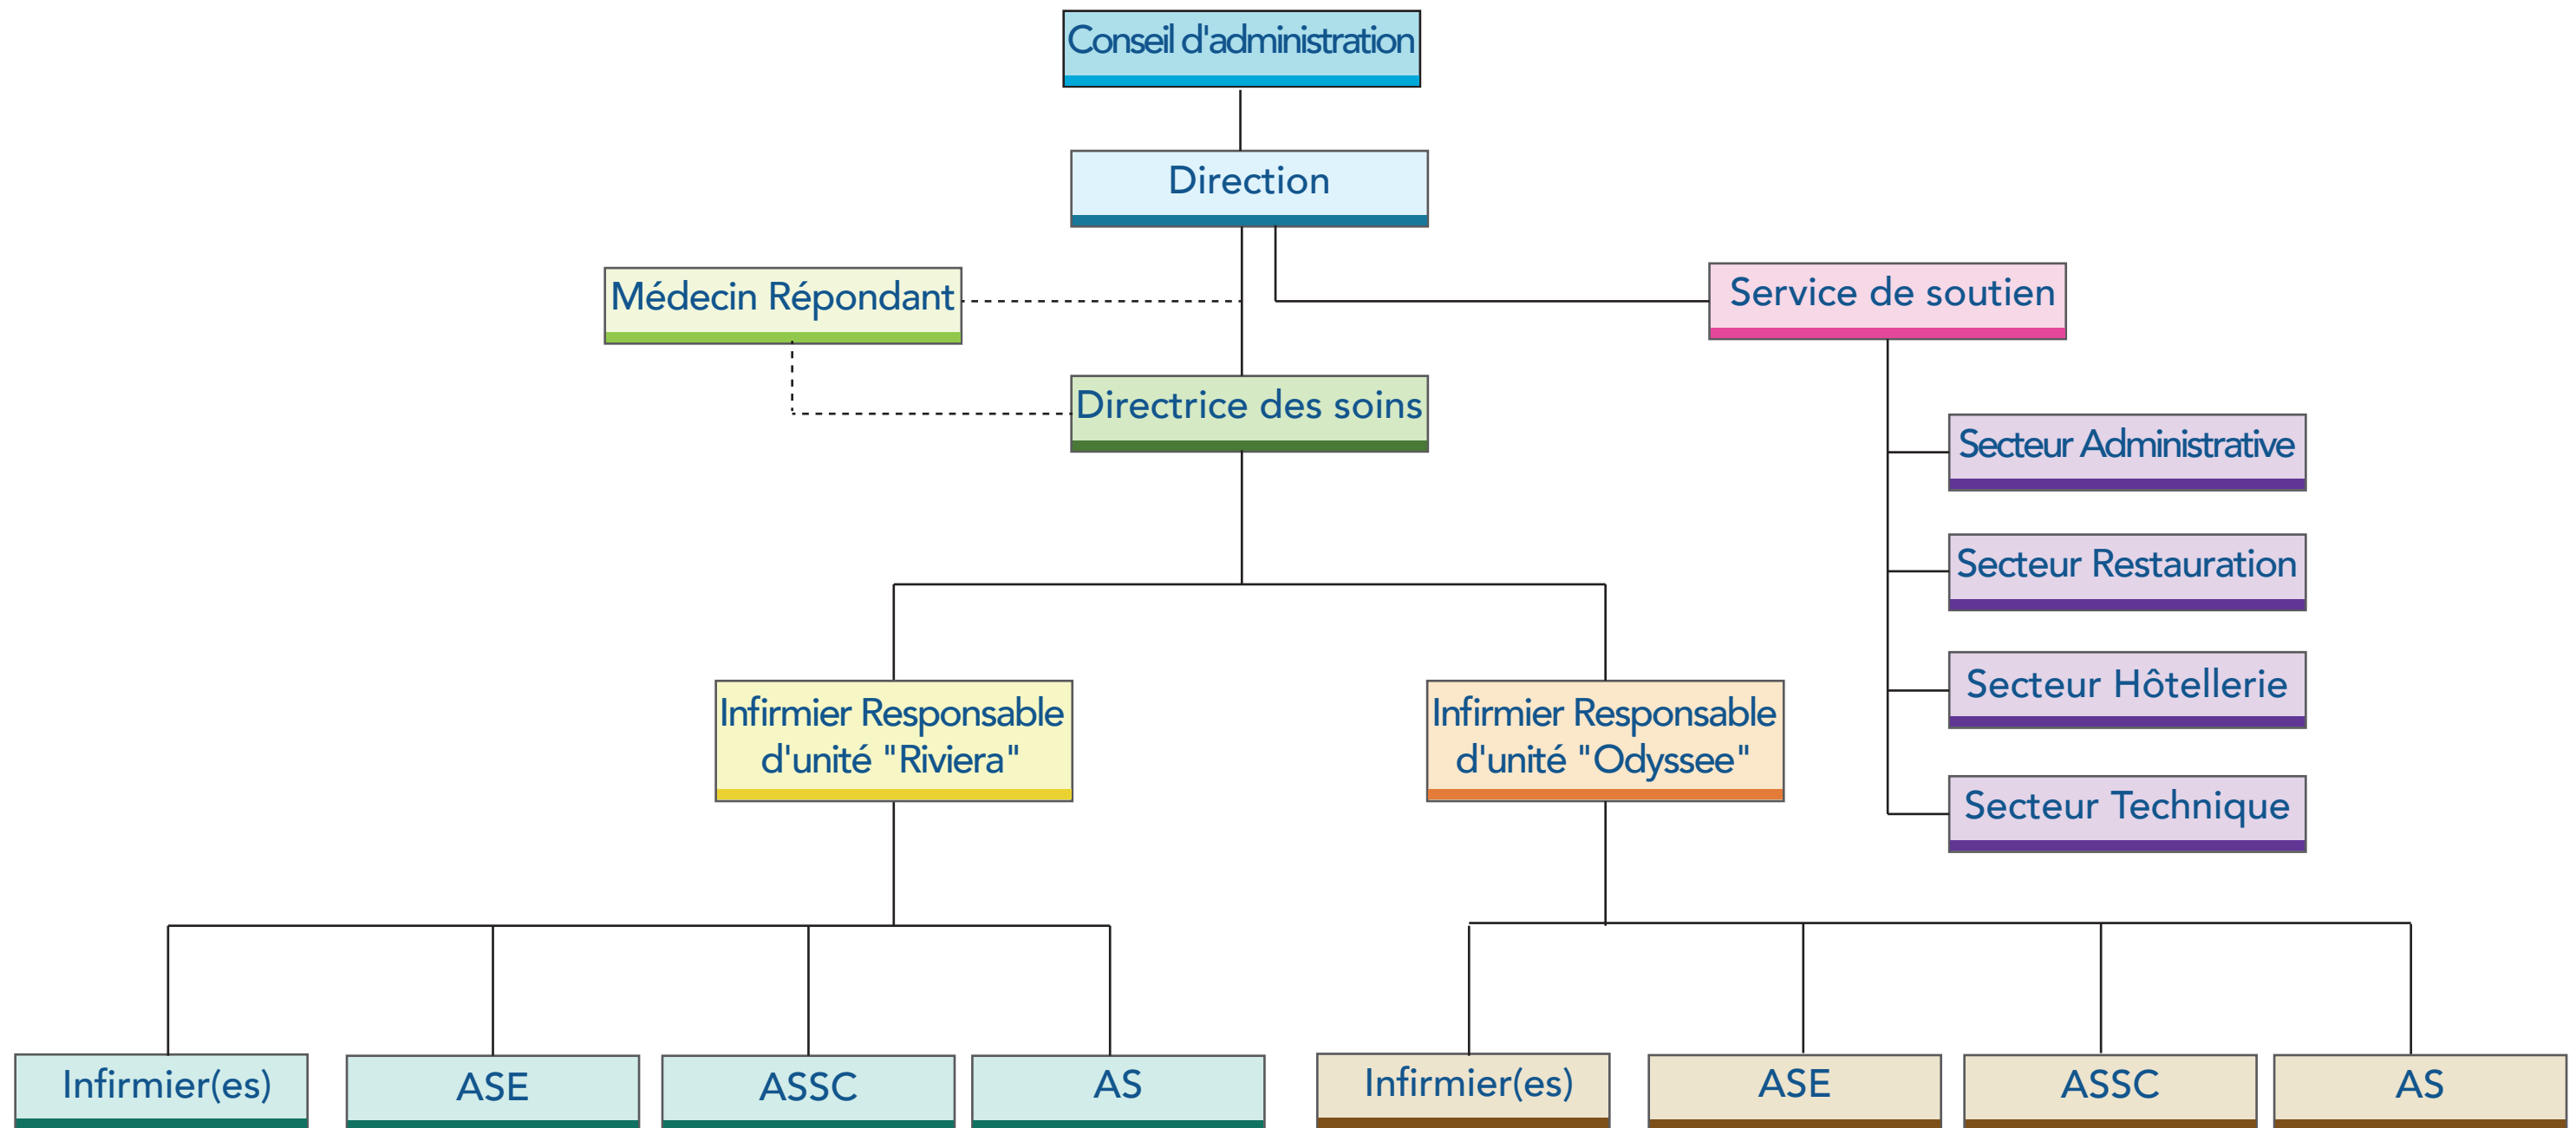 Conseil d'administration
Direction
Médecin Répondant
Service de soutien
Directrice des soins
Secteur Administrative
Secteur Restauration
Secteur Hôtellerie
Secteur Technique
Infirmier Responsable
d'unité "Riviera"
Infirmier Responsable
d'unité "Odyssee"
Infirmier(es)
ASE
ASSC
AS
Infirmier(es)
ASE
ASSC
AS